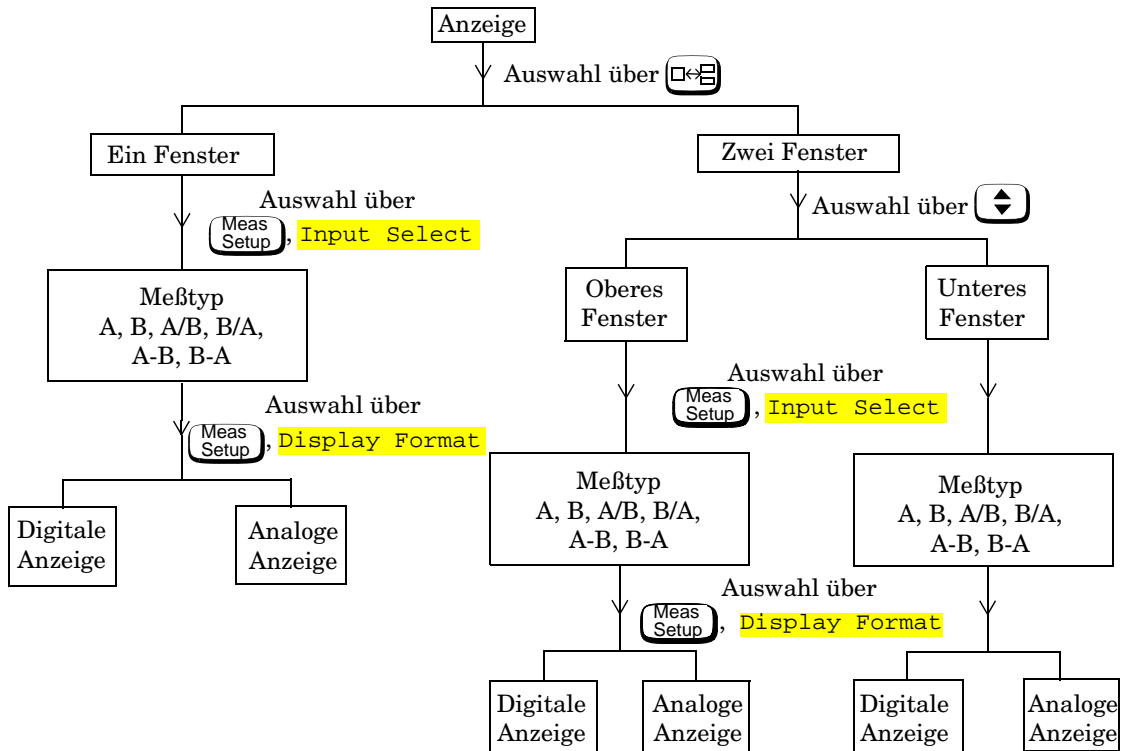 Anzeige
Auswahl über
Ein Fenster
Zwei Fenster
Auswahl über
Meas
Setup, Input Select
Auswahl über
Meßtyp
A, B, A/B, B/A,
A-B, B-A
Oberes
Fenster
Unteres
Fenster
Auswahl über
Meas
Setup, Display Format
Auswahl über
Meas
Setup, Input Select
Digitale
Anzeige
Analoge
Anzeige
Meßtyp
A, B, A/B, B/A,
A-B, B-A
Meßtyp
A, B, A/B, B/A,
A-B, B-A
Auswahl über
Meas
Setup, Display Format
Digitale
Anzeige
Analoge
Anzeige
Digitale
Anzeige
Analoge
Anzeige